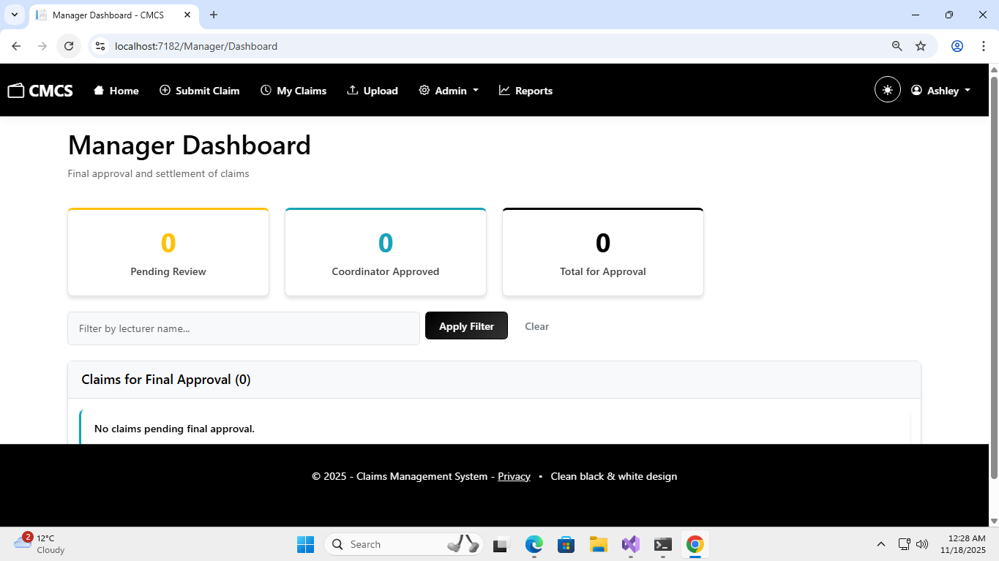 Manager Dashboard - CMCS
localhost:7182/Manager/Dashboard
CMCS Home Submit Claim My Claims Upload Admin Reports Ashley
Manager Dashboard
Final approval and settlement of claims
0 0 0
Pending Review Coordinator Approved Total for Approval
Filter by lecturer name... Apply Filter Clear
Claims for Final Approval (0)
No claims pending final approval.
© 2025 - Claims Management System - Privacy • Clean black & white design
2 12°C
Cloudy
Search
12:28 AM
11/18/2025